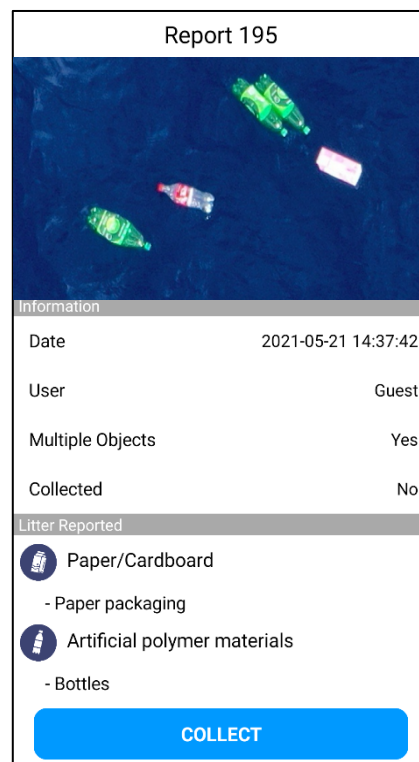 Report 195
Information
Date 2021-05-21 14:37:42
User Guest
Multiple Objects Yes
Collected No
Litter Reported
Paper/Cardboard
- Paper packaging
Artificial polymer materials
- Bottles
COLLECT